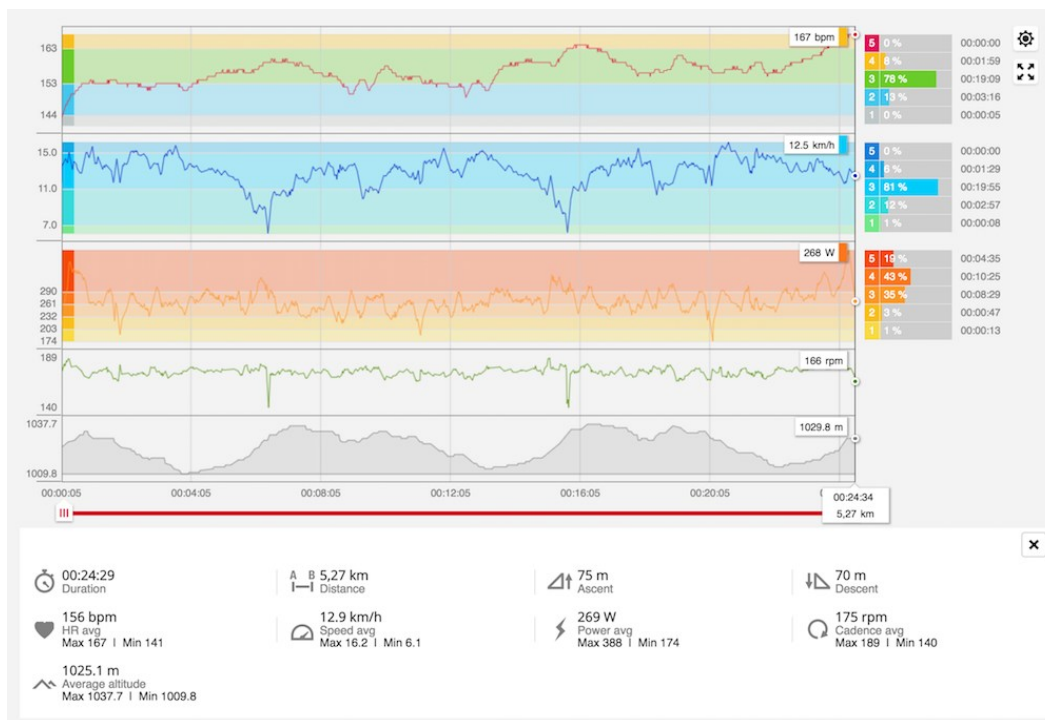 167 bpm
163
153
144
5 0 % 00:00:00
4 8 % 00:01:59
3 78 % 00:19:09
2 13 % 00:03:16
1 0 % 00:00:05
12.5 km/h
15.0
11.0
7.0
5 0 % 00:00:00
4 6 % 00:01:29
3 81 % 00:19:55
2 12 % 00:02:57
1 1 % 00:00:08
268 W
290
261
232
203
174
5 19 % 00:04:35
4 43 % 00:10:25
3 35 % 00:08:29
2 3 % 00:00:47
1 1 % 00:00:13
189
166 rpm
140
1037.7
1029.8 m
1009.8
00:00:05 00:04:05 00:08:05 00:12:05 00:16:05 00:20:05
00:24:34
5,27 km
00:24:29
Duration
A B 5,27 km
Distance
75 m
Ascent
70 m
Descent
156 bpm
HR avg
Max 167 | Min 141
12.9 km/h
Speed avg
Max 16.2 | Min 6.1
269 W
Power avg
Max 388 | Min 174
175 rpm
Cadence avg
Max 189 | Min 140
1025.1 m
Average altitude
Max 1037.7 | Min 1009.8